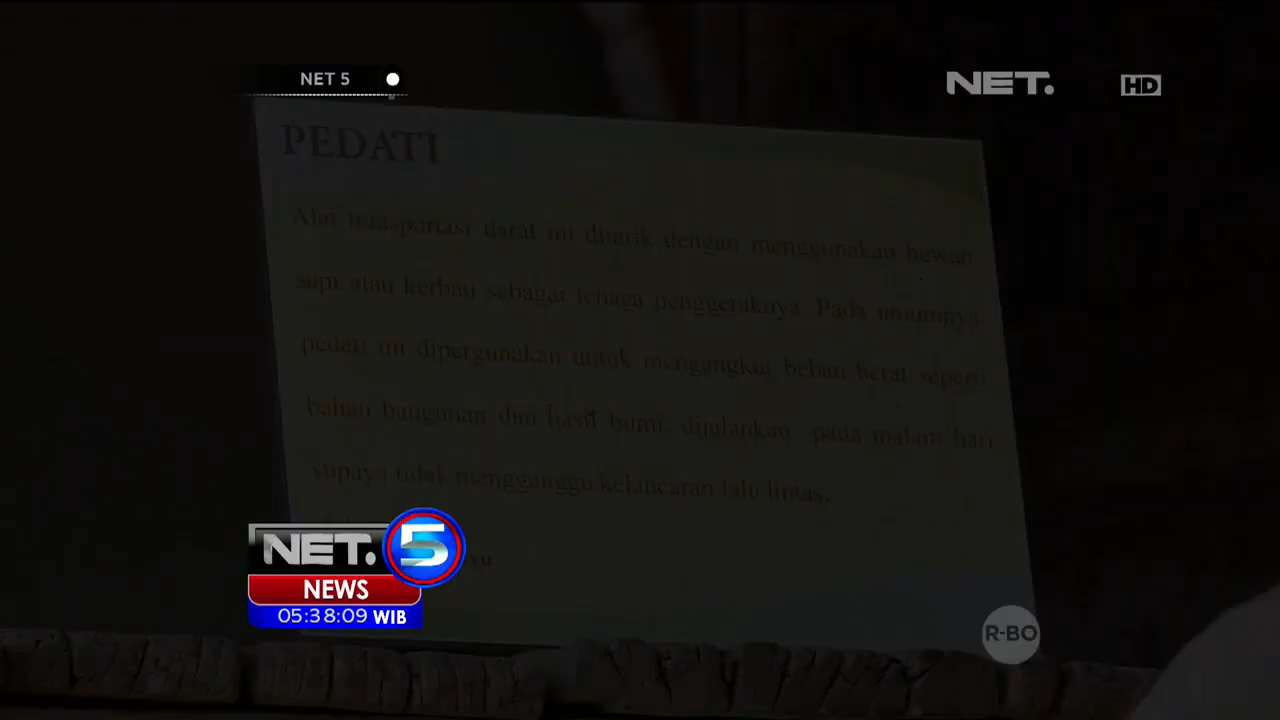 NET 5
NET.
HD
PEDATI
Alat transportasi darat ini ditarik dengan menggunakan hewan
sapi atau kerbau sebagai tenaga penggeraknya. Pada umumnya
pedati ini dipergunakan untuk mengangkut beban berat seperti
bahan bangunan dan hasil bumi, dijalankan pada malam hari
supaya tidak mengganggu kelancaran lalu lintas.
NET. 5
NEWS
05:38:09 WIB
R-BO